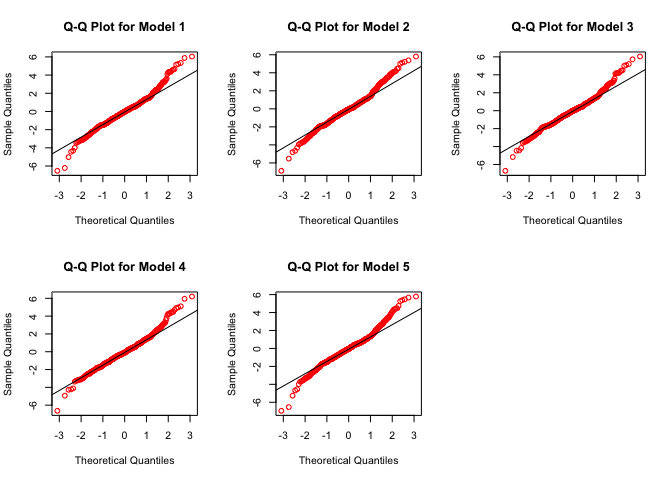 Q-Q Plot for Model 1
Sample Quantiles
6
4
2
0
-2
-4
-6
-3 -2 -1 0 1 2 3
Theoretical Quantiles
Q-Q Plot for Model 2
Sample Quantiles
6
4
2
0
-2
-6
-3 -2 -1 0 1 2 3
Theoretical Quantiles
Q-Q Plot for Model 3
Sample Quantiles
6
4
2
0
-2
-6
-3 -2 -1 0 1 2 3
Theoretical Quantiles
Q-Q Plot for Model 4
Sample Quantiles
6
4
2
0
-2
-6
-3 -2 -1 0 1 2 3
Theoretical Quantiles
Q-Q Plot for Model 5
Sample Quantiles
6
4
2
0
-2
-6
-3 -2 -1 0 1 2 3
Theoretical Quantiles